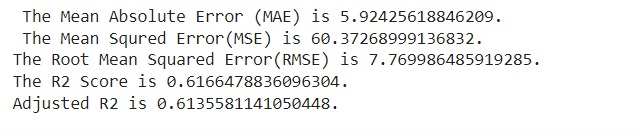 The Mean Absolute Error (MAE) is 5.92425618846209.
The Mean Squred Error(MSE) is 60.37268999136832.
The Root Mean Squared Error(RMSE) is 7.769986485919285.
The R2 Score is 0.6166478836096304.
Adjusted R2 is 0.6135581141050448.